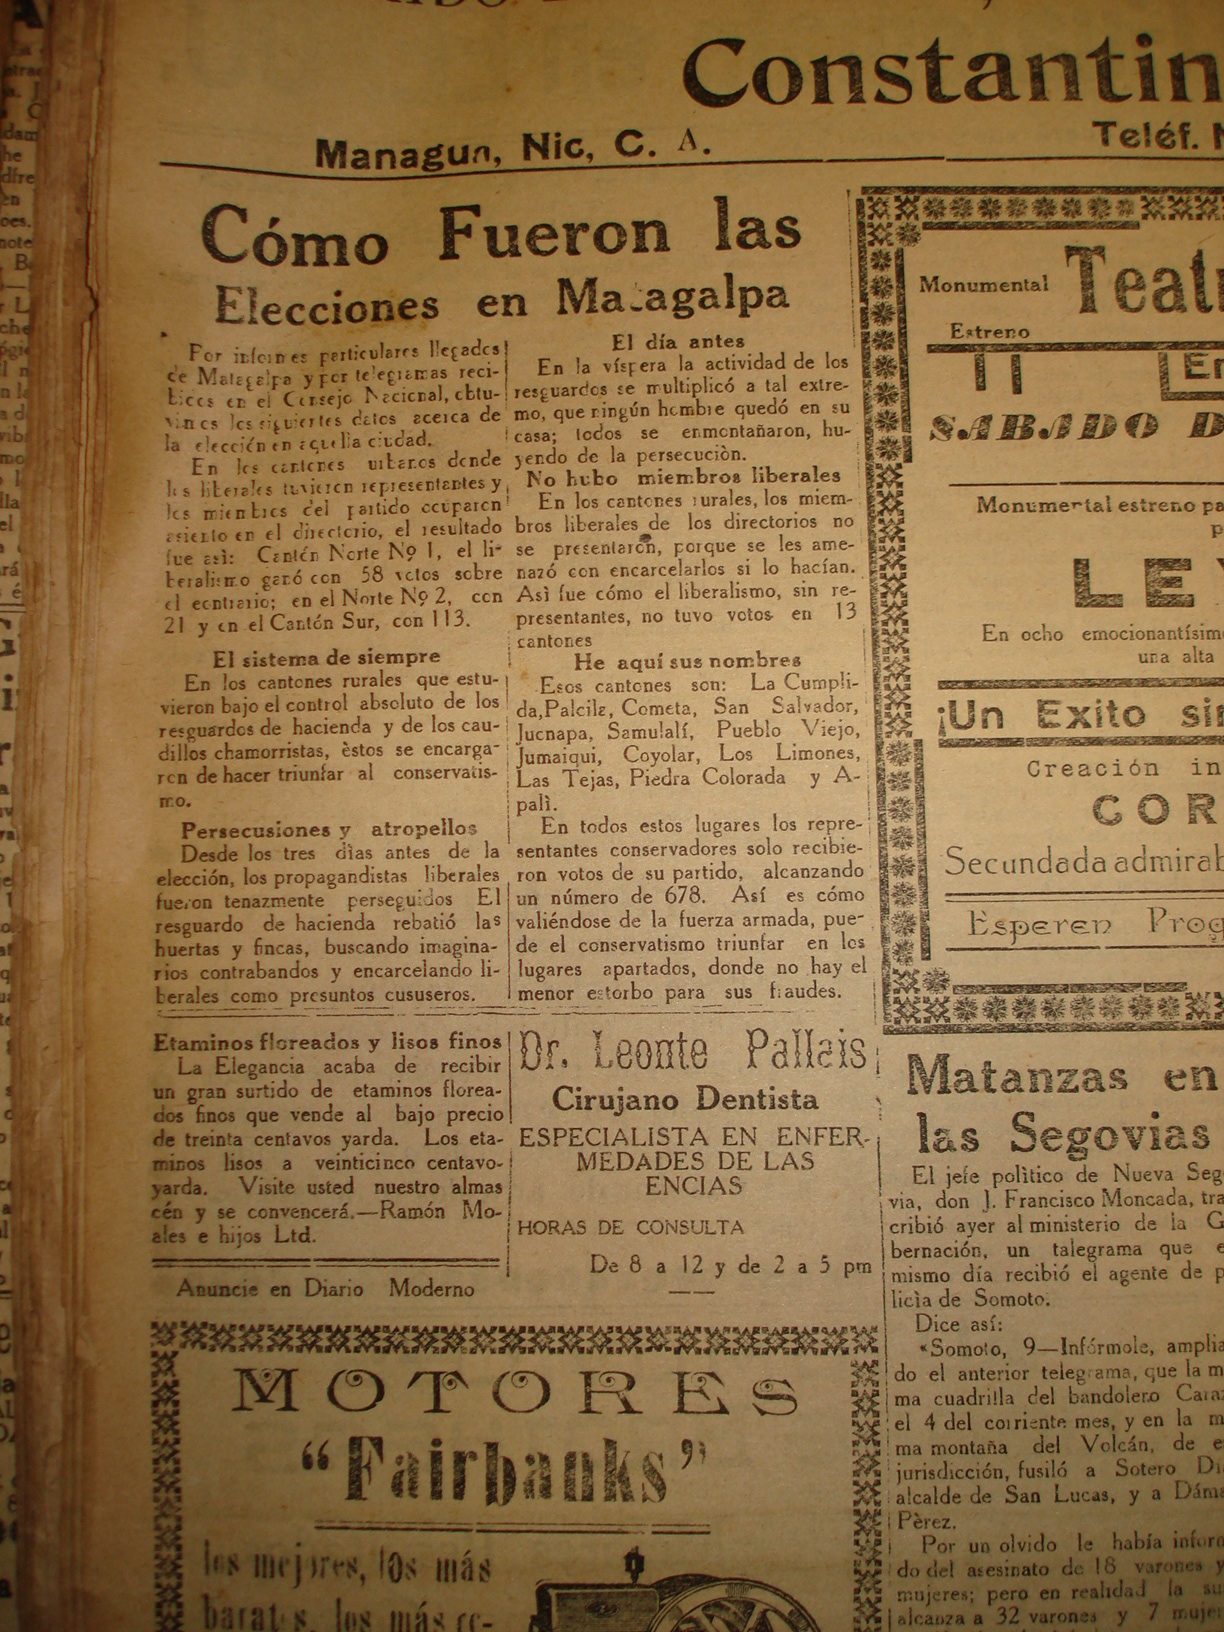 Constantin
Managua, Nic, C. A.
Teléf.
Cómo Fueron las
Elecciones en Matagalpa
Por informes particulares llegados
de Matagalpa y por telegramas reci-
bidos en el Consejo Nacional, obtu-
vimos los siguientes datos acerca de
la elección en aquella ciudad.
En los cantones urbanos donde
los liberales tuvieron representantes y
los miembros del partido ocuparon
asiento en el directorio, el resultado
fue asi: Cantón Norte Nº 1, el li-
beralismo ganó con 58 votos sobre
el contrario; en el Norte Nº 2, con
21 y en el Cantón Sur, con 113.
El sistema de siempre
En los cantones rurales que estu-
vieron bajo el control absoluto de los
resguardos de hacienda y de los cau-
dillos chamorristas, èstos se encarga-
ron de hacer triunfar al conservatis-
mo.
Persecusiones y atropellos
Desde los tres dìas antes de la
elección, los propagandistas liberales
fueron tenazmente perseguidos El
resguardo de hacienda rebatió las
huertas y fincas, buscando imagina-
rios contrabandos y encarcelando li-
berales como presuntos cususeros.
El día antes
En la víspera la actividad de los
resguardos se multiplicó a tal extre-
mo, que ningún hombre quedó en su
casa; todos se enmontañaron, hu-
yendo de la persecuciòn.
No hubo miembros liberales
En los cantones rurales, los miem-
bros liberales de los directorios no
se presentaron, porque se les ame-
nazó con encarcelarlos si lo hacían.
Asì fue cómo el liberalismo, sin re-
presentantes, no tuvo votos en 13
cantones
He aquí sus nombres
Esos cantones son: La Cumpli-
da,Palcila, Cometa, San Salvador,
Jucnapa, Samulalí, Pueblo Viejo,
Jumaiqui, Coyolar, Los Limones,
Las Tejas, Piedra Colorada y A-
palì.
En todos estos lugares los repre-
sentantes conservadores solo recibie-
ron votos de su partido, alcanzando
un número de 678. Así es cómo
valiéndose de la fuerza armada, pue-
de el conservatismo triunfar en los
lugares apartados, donde no hay el
menor estorbo para sus fraudes.
Monumental Teat
Estreno
SABADO D
Monumental estreno pa
LE
En ocho emocionantísim
una alta
¡Un Exito sin
Creación in
COR
Secundada admirab
Esperen Prog
Etaminos floreados y lisos finos
La Elegancia acaba de recibir
un gran surtido de etaminos florea-
dos finos que vende al bajo precio
de treinta centavos yarda. Los eta-
minos lisos a veinticinco centavo-
yarda. Visite usted nuestro almas
cén y se convencerá.—Ramón Mo-
ales e hijos Ltd.
Anuncie en Diario Moderno
Dr. Leonte Pallais
Cirujano Dentista
ESPECIALISTA EN ENFER-
MEDADES DE LAS
ENCIAS
HORAS DE CONSULTA
De 8 a 12 y de 2 a 5 pm
MOTORES
"Fairbanks"
los mejores, los más
Matanzas en
las Segovias
El jefe polìtico de Nueva Seg
via, don J. Francisco Moncada, tra
cribió ayer al ministerio de la G
bernación, un talegrama que e
mismo día recibió el agente de p
licìa de Somoto.
Dice así:
«Somoto, 9—Infórmole, amplia
do el anterior telegrama, que la m
ma cuadrilla del bandolero Caraz
el 4 del corriente mes, y en la m
ma montaña del Volcán, de e
jurisdicción, fusiló a Sotero Di
alcalde de San Lucas, y a Dáma
Pèrez.
Por un olvido le había inform
do del asesinato de 18 varones y
mujeres; pero en realidad la su
alcanza a 32 varones y 7 mujer